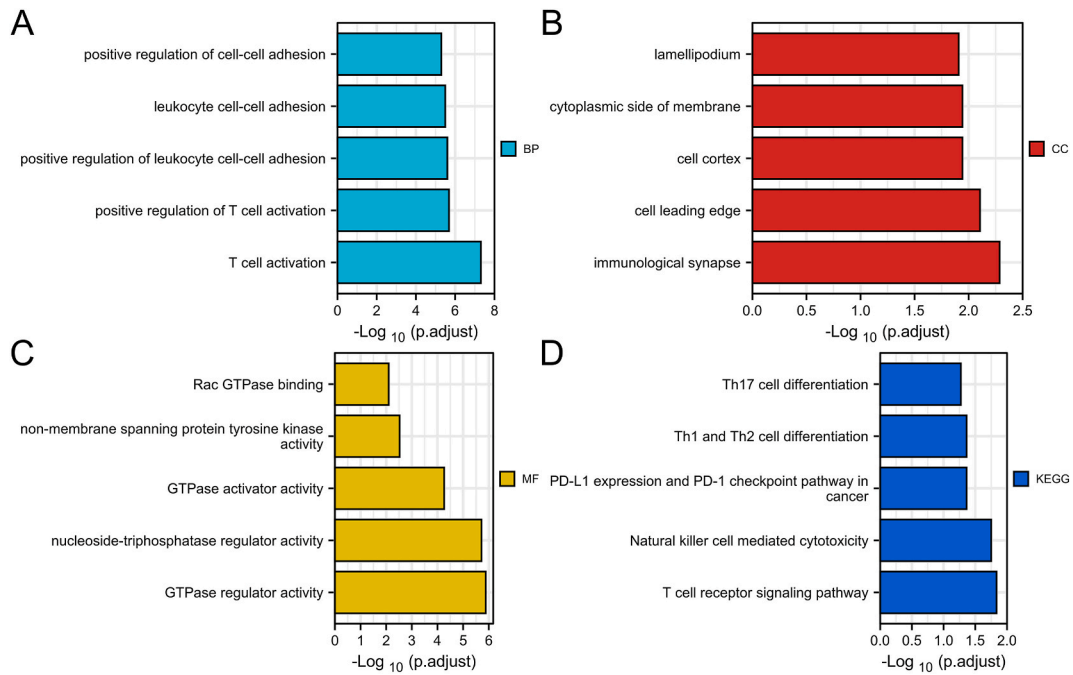 A
positive regulation of cell-cell adhesion
leukocyte cell-cell adhesion
positive regulation of leukocyte cell-cell adhesion
positive regulation of T cell activation
T cell activation
0 2 4 6 8
-Log 10 (p.adjust)
BP
B
lamellipodium
cytoplasmic side of membrane
cell cortex
cell leading edge
immunological synapse
0.0 0.5 1.0 1.5 2.0 2.5
-Log 10 (p.adjust)
CC
C
Rac GTPase binding
non-membrane spanning protein tyrosine kinase
activity
GTPase activator activity
nucleoside-triphosphatase regulator activity
GTPase regulator activity
0 1 2 3 4 5 6
-Log 10 (p.adjust)
MF
D
Th17 cell differentiation
Th1 and Th2 cell differentiation
PD-L1 expression and PD-1 checkpoint pathway in
cancer
Natural killer cell mediated cytotoxicity
T cell receptor signaling pathway
0.0 0.5 1.0 1.5 2.0
-Log 10 (p.adjust)
KEGG